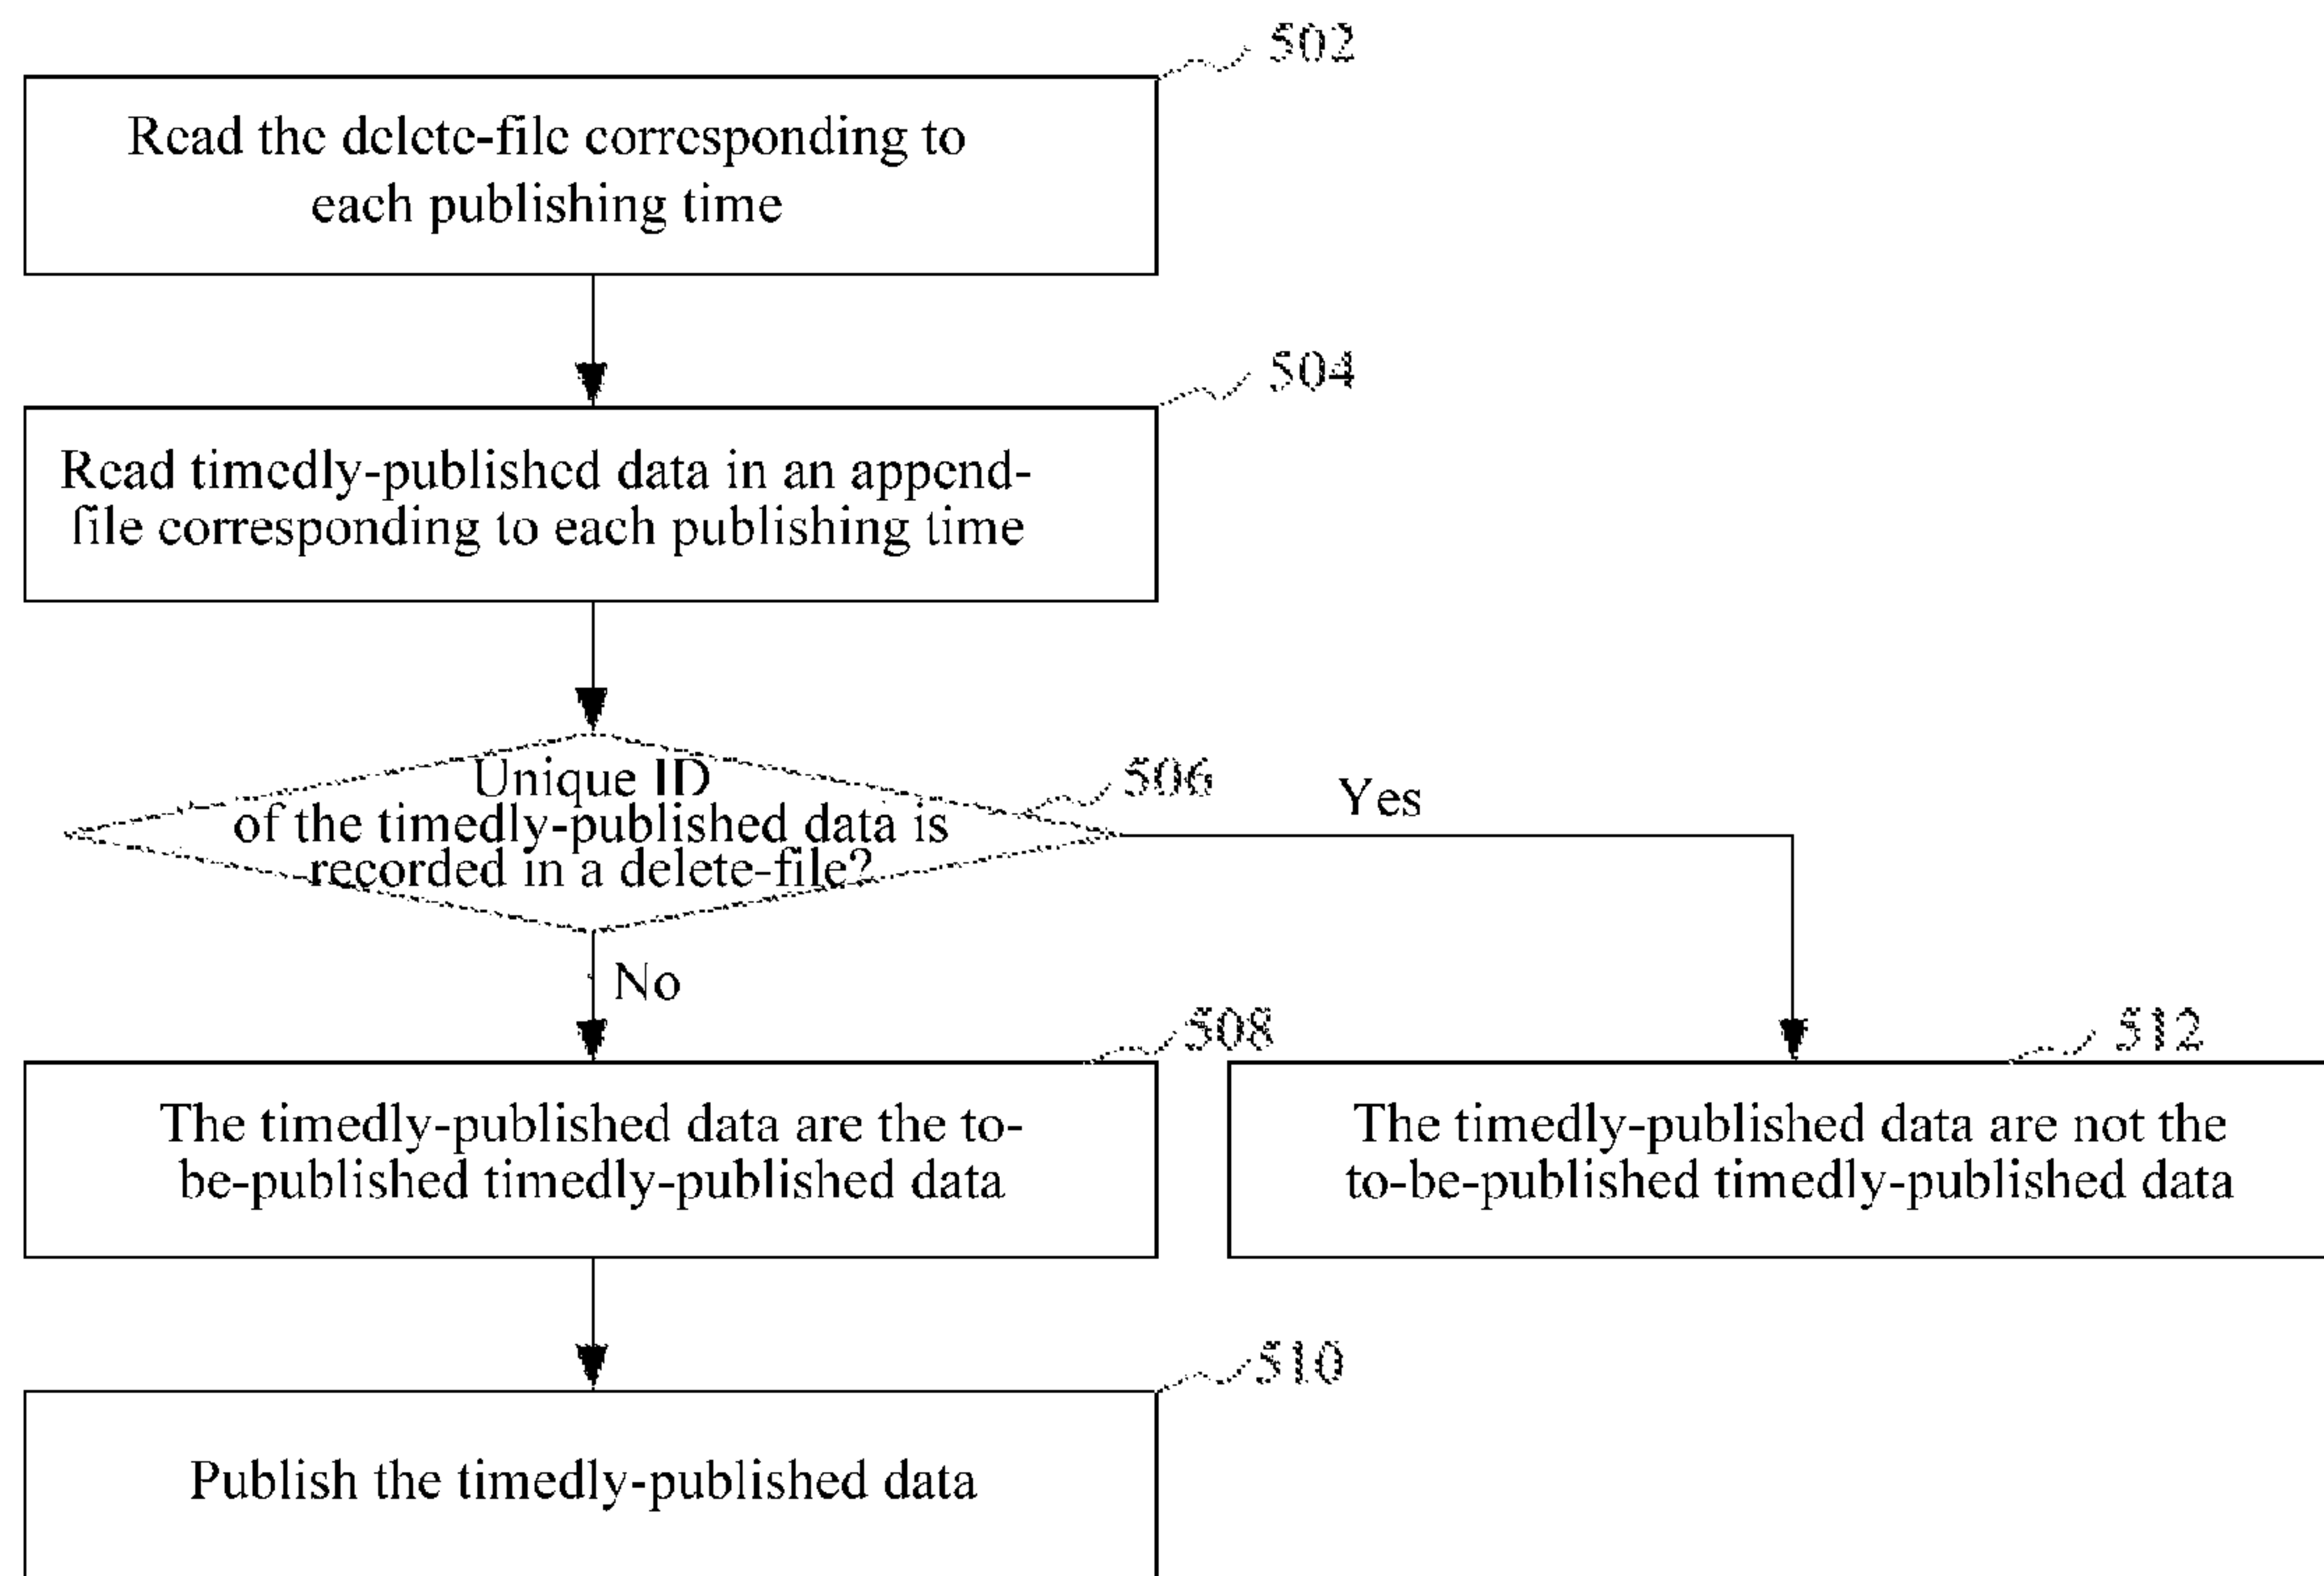 502
Read the delete-file corresponding to
each publishing time
504
Read timedly-published data in an append-
file corresponding to each publishing time
Unique ID
of the timedly-published data is
recorded in a delete-file?
506
Yes
No
508
The timedly-published data are the to-
be-published timedly-published data
512
The timedly-published data are not the
to-be-published timedly-published data
510
Publish the timedly-published data